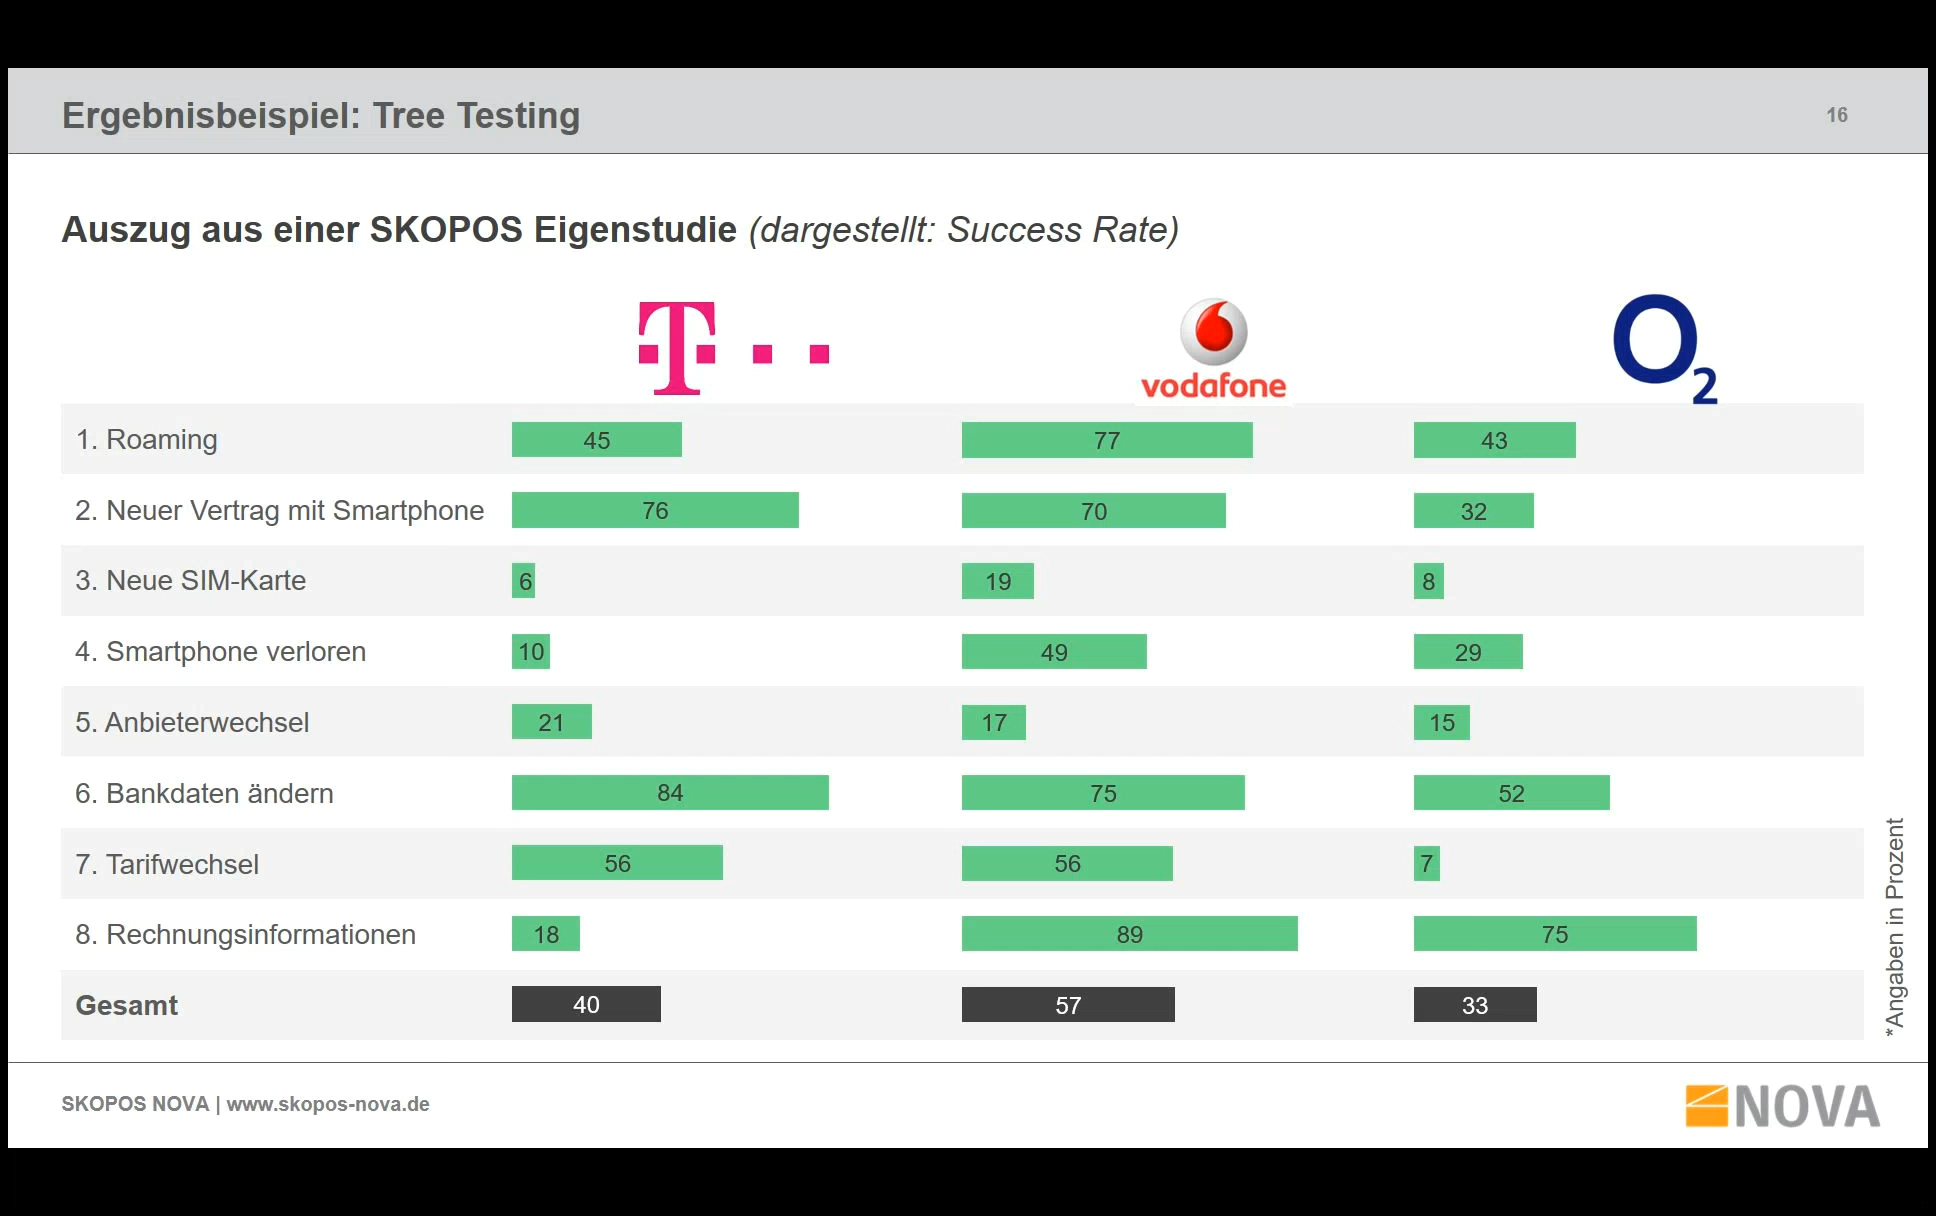 Ergebnisbeispiel: Tree Testing
16
Auszug aus einer SKOPOS Eigenstudie (dargestellt: Success Rate)
T
vodafone
O2
1. Roaming 45 77 43
2. Neuer Vertrag mit Smartphone 76 70 32
3. Neue SIM-Karte 6 19 8
4. Smartphone verloren 10 49 29
5. Anbieterwechsel 21 17 15
6. Bankdaten ändern 84 75 52
7. Tarifwechsel 56 56 7
8. Rechnungsinformationen 18 89 75
Gesamt 40 57 33
*Angaben in Prozent
SKOPOS NOVA | www.skopos-nova.de
NOVA